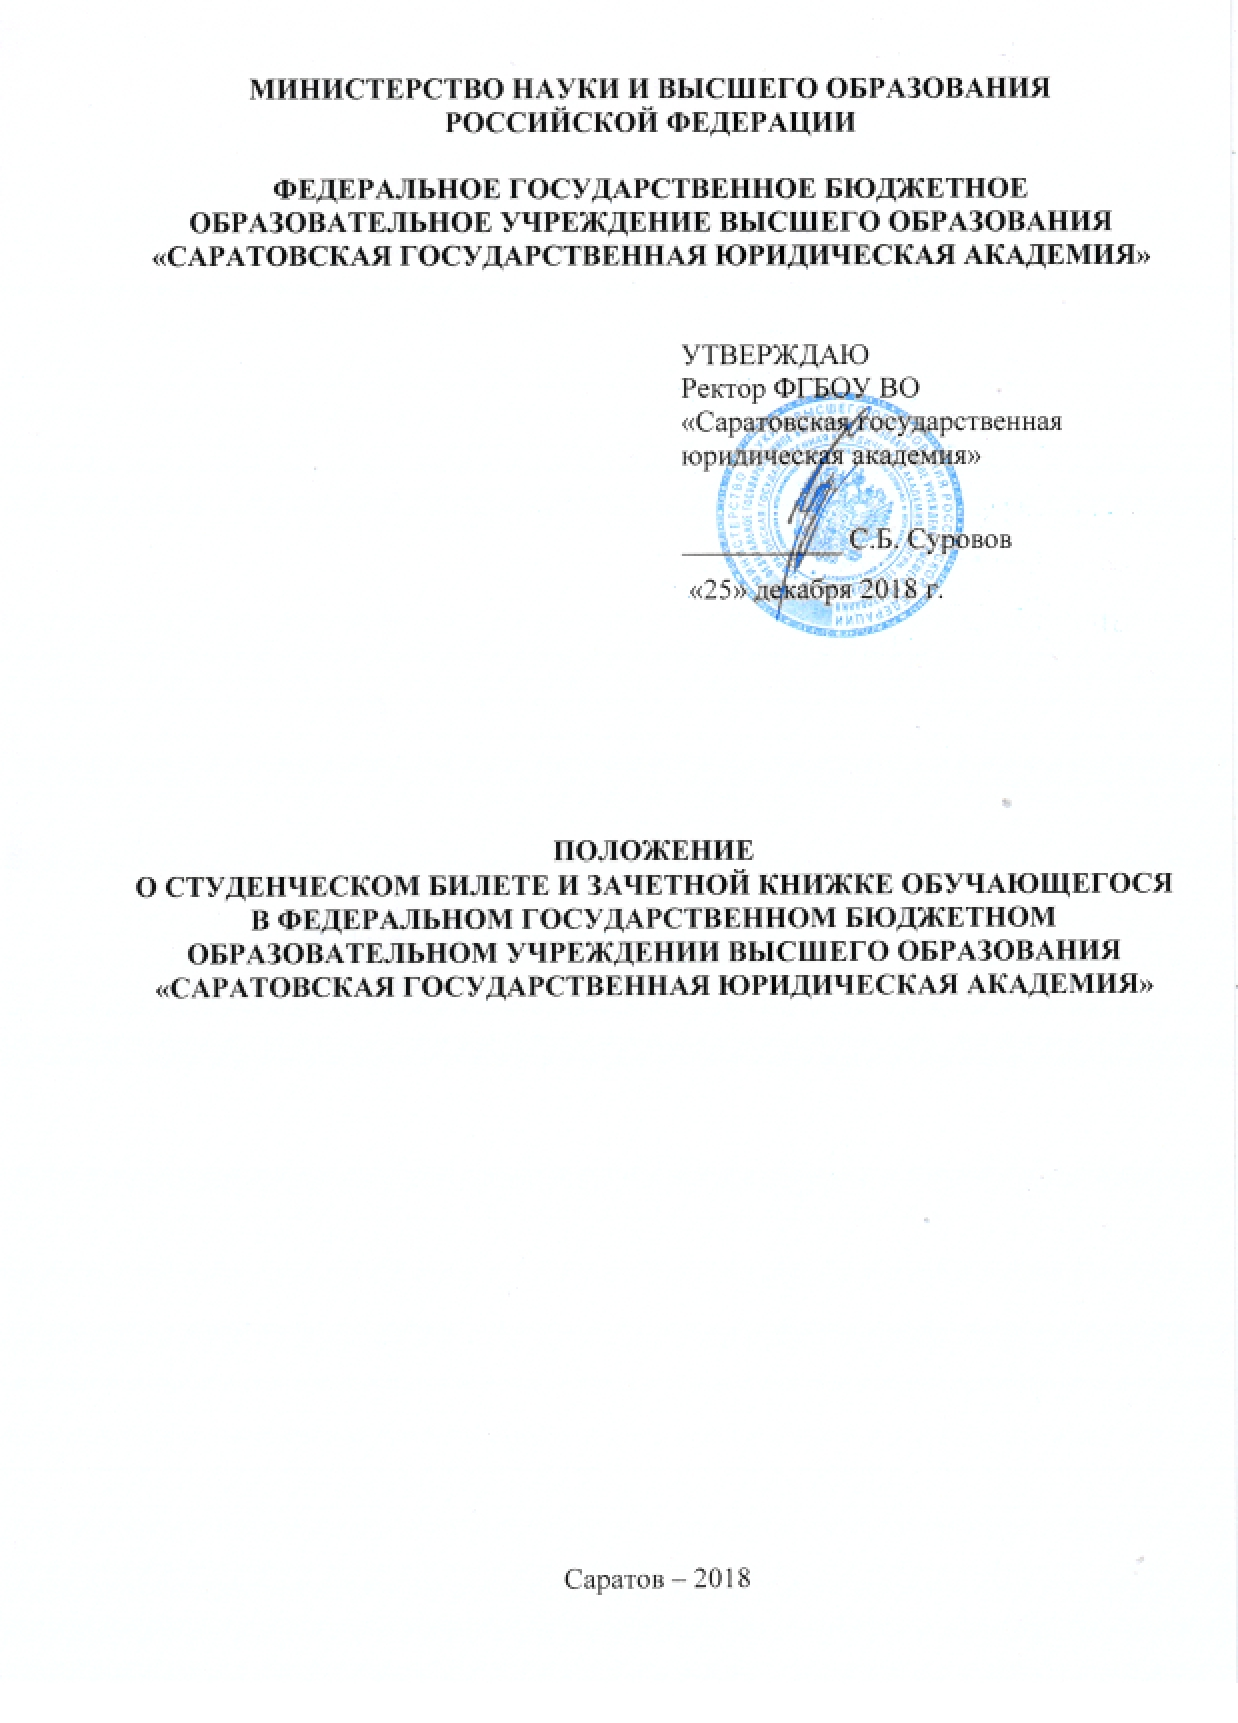 МИНИСТЕРСТВО НАУКИ И ВЫСШЕГО ОБРАЗОВАНИЯ
РОССИЙСКОЙ ФЕДЕРАЦИИ
ФЕДЕРАЛЬНОЕ ГОСУДАРСТВЕННОЕ БЮДЖЕТНОЕ
ОБРАЗОВАТЕЛЬНОЕ УЧРЕЖДЕНИЕ ВЫСШЕГО ОБРАЗОВАНИЯ
«САРАТОВСКАЯ ГОСУДАРСТВЕННАЯ ЮРИДИЧЕСКАЯ АКАДЕМИЯ»
УТВЕРЖДАЮ
Ректор ФГБОУ ВО
«Саратовская государственная
юридическая академия»
___________ С.Б. Суровов
«25» декабря 2018 г.
ПОЛОЖЕНИЕ
О СТУДЕНЧЕСКОМ БИЛЕТЕ И ЗАЧЕТНОЙ КНИЖКЕ ОБУЧАЮЩЕГОСЯ
В ФЕДЕРАЛЬНОМ ГОСУДАРСТВЕННОМ БЮДЖЕТНОМ
ОБРАЗОВАТЕЛЬНОМ УЧРЕЖДЕНИИ ВЫСШЕГО ОБРАЗОВАНИЯ
«САРАТОВСКАЯ ГОСУДАРСТВЕННАЯ ЮРИДИЧЕСКАЯ АКАДЕМИЯ»
Саратов – 2018